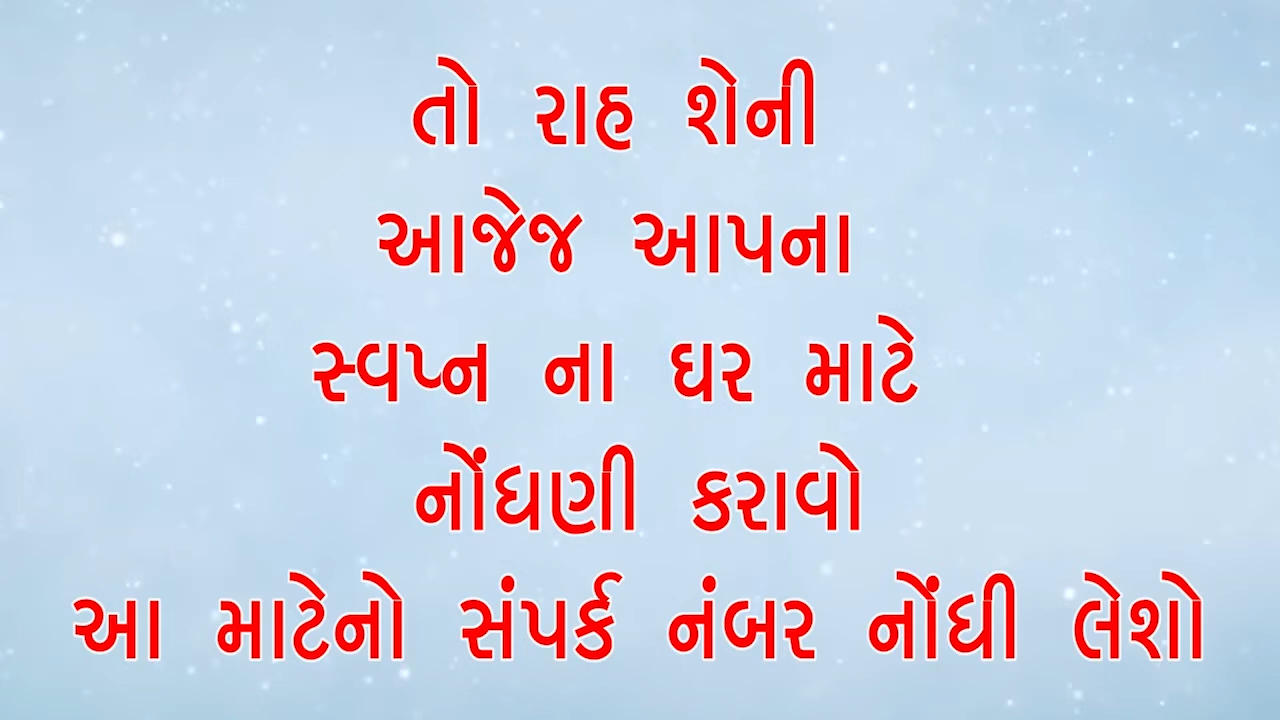 તો રાહ શેની
આજેજ આપના
સ્વપ્ન ના ઘર માટે
નોંધણી કરાવો
આ માટેનો સંપર્ક નંબર નોંધી લેશો